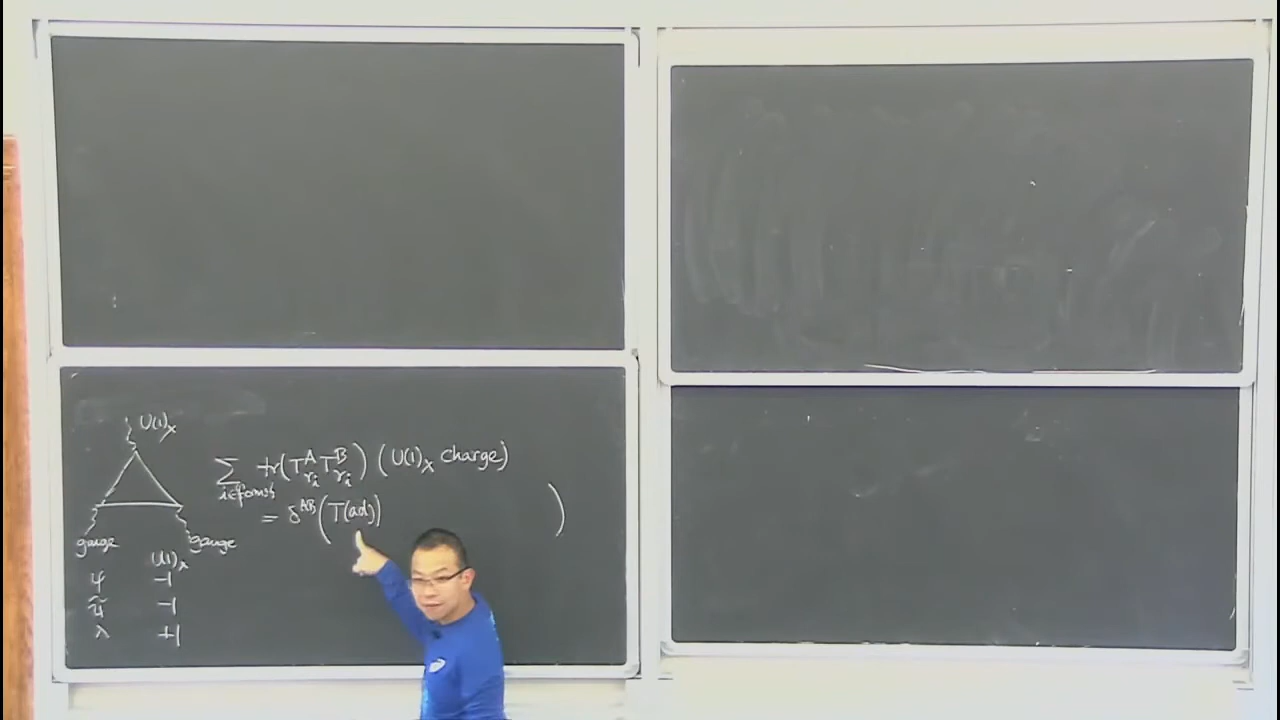 U(1)_X
∑_{i∈fermions} tr(T^A_{r_i} T^B_{r_i}) (U(1)_X charge)
= δ^{AB}(T(ad) )
gauge gauge
U(1)_X
ψ -1
ψ̃ -1
λ +1